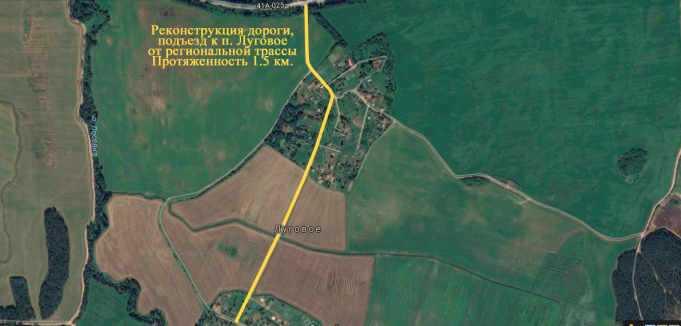 41А-025
Реконструкция дороги,
подъезд к п. Луговое
от региональной трассы
Протяженность 1.5 км.
Луговое